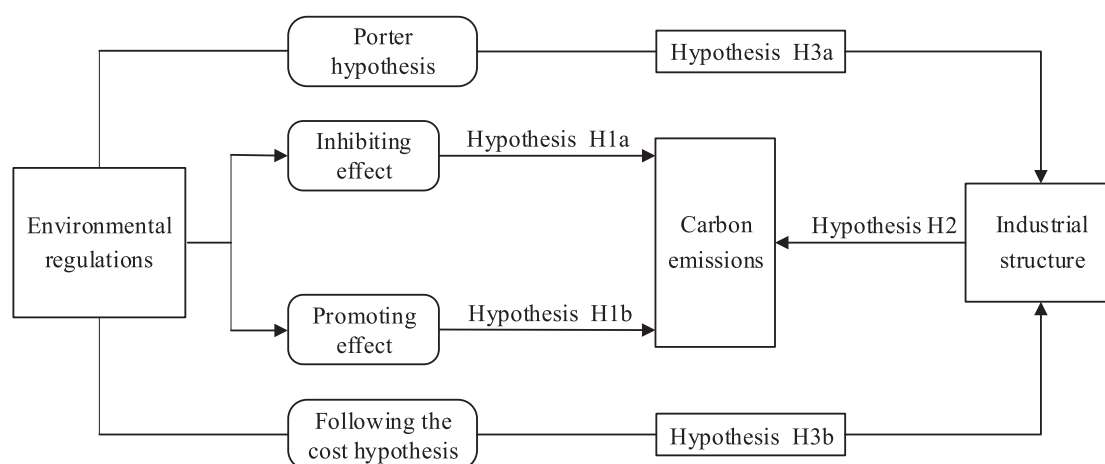 Porter
hypothesis
Hypothesis H3a
Inhibiting
effect
Hypothesis H1a
Environmental
regulations
Carbon
emissions
Hypothesis H2
Industrial
structure
Promoting
effect
Hypothesis H1b
Following the
cost hypothesis
Hypothesis H3b